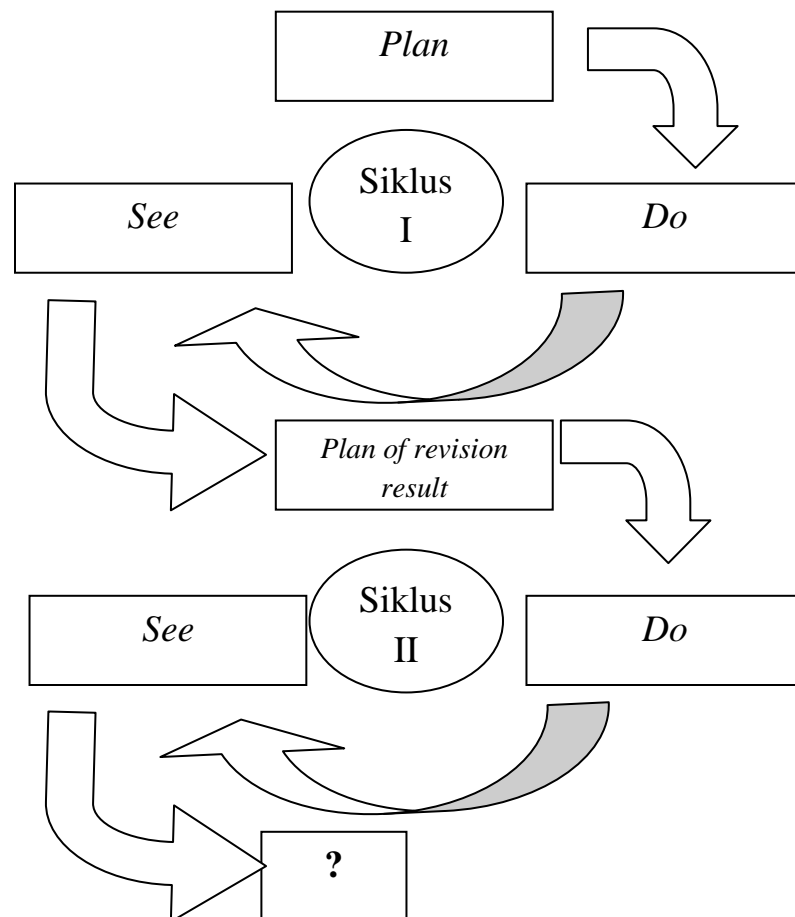 Plan
Siklus
I
See
Do
Plan of revision
result
Siklus
II
See
Do
?